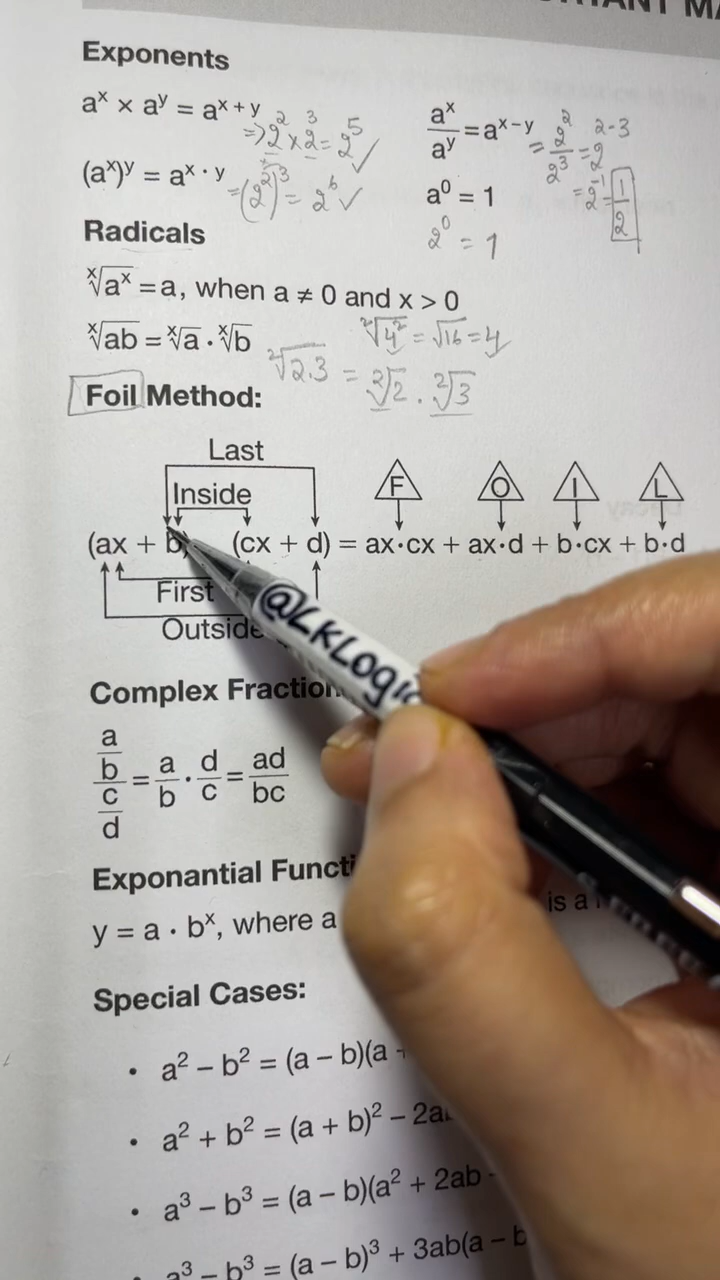 ORTANT MA
Exponents
aˣ × aʸ = aˣ⁺ʸ
=> 2² × 2³ = 2⁵ ✓
aˣ/aʸ = aˣ⁻ʸ
= 2²/2³ = 2²⁻³
= 2⁻¹ = 1/2
(aˣ)ʸ = aˣ · ʸ
= (2²)³ = 2⁶ ✓
a⁰ = 1
2⁰ = 1
Radicals
ˣ√aˣ = a, when a ≠ 0 and x > 0
ˣ√ab = ˣ√a · ˣ√b
²√4² = √16 = 4
²√2.3 = ²√2 . ²√3
Foil Method:
Last
Inside
F O I L
(ax + b) (cx + d) = ax·cx + ax·d + b·cx + b·d
First
Outside
@LKLogic
Complex Fraction
a/b / c/d = a/b · d/c = ad/bc
Exponantial Functi
y = a · bˣ, where a is a
Special Cases:
• a² – b² = (a – b)(a
• a² + b² = (a + b)² – 2a
• a³ – b³ = (a – b)(a² + 2ab
a³ – b³ = (a – b)³ + 3ab(a – b